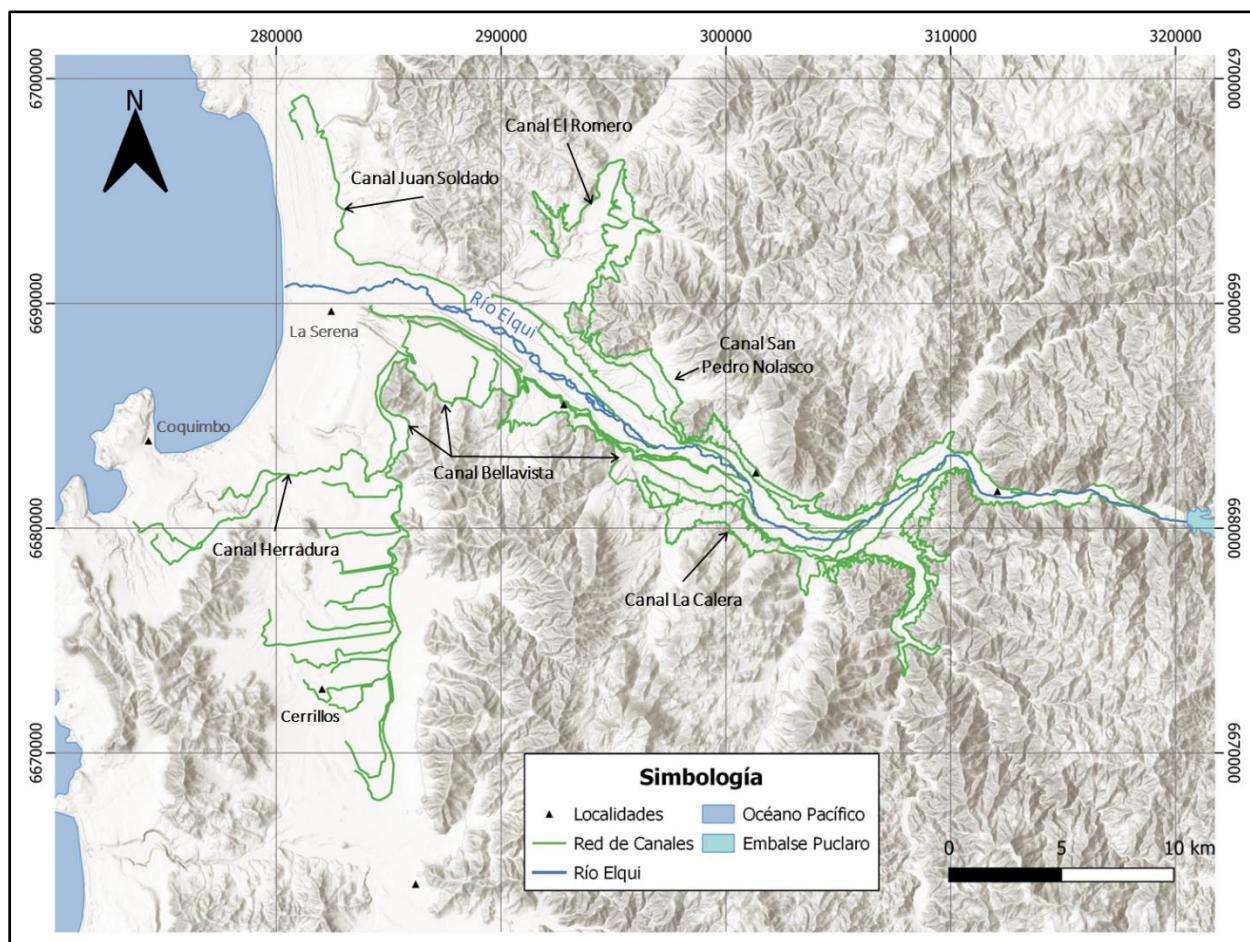 280000
290000
300000
310000
320000
6700000
6700000
N
Canal El Romero
Canal Juan Soldado
6690000
6690000
Río Elqui
La Serena
Canal San
Pedro Nolasco
Coquimbo
Canal Bellavista
6680000
6680000
Canal Herradura
Canal La Calera
Cerrillos
6670000
6670000
Simbología
Localidades
Océano Pacífico
Red de Canales
Embalse Puclaro
Río Elqui
0
5
10 km